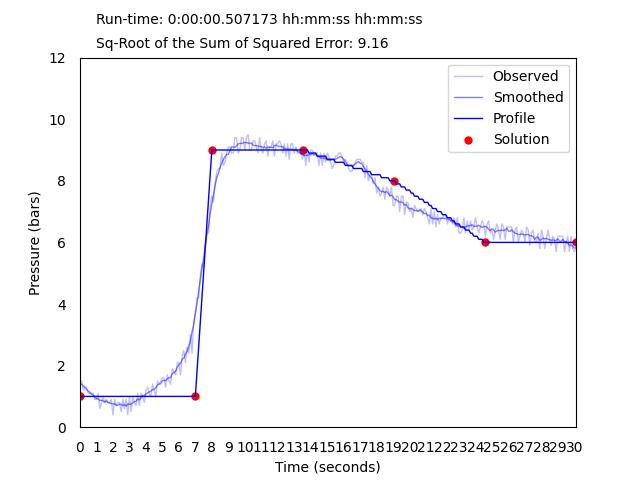 Run-time: 0:00:00.507173 hh:mm:ss hh:mm:ss
Sq-Root of the Sum of Squared Error: 9.16
12
10
8
6
4
2
0
Pressure (bars)
Observed
Smoothed
Profile
Solution
0 1 2 3 4 5 6 7 8 9 10 11 12 13 14 15 16 17 18 19 20 21 22 23 24 25 26 27 28 29 30
Time (seconds)